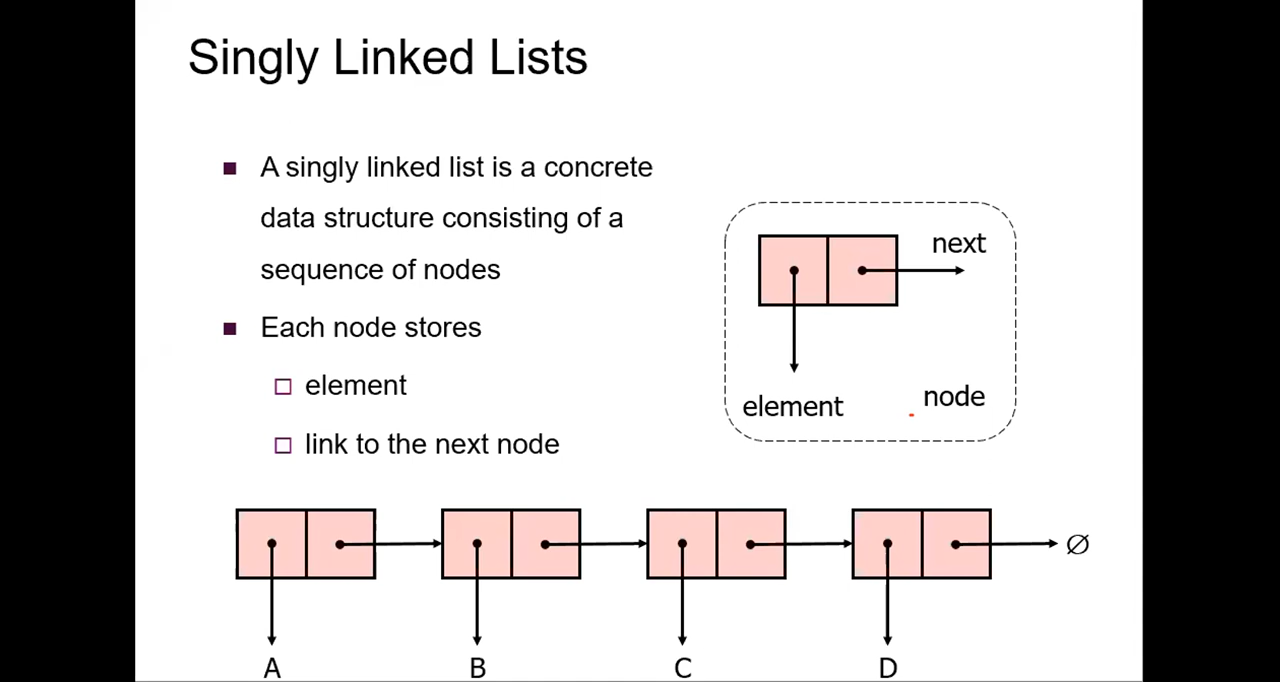 Singly Linked Lists
A singly linked list is a concrete
data structure consisting of a
sequence of nodes
Each node stores
element
link to the next node
next
element
node
∅
A
B
C
D